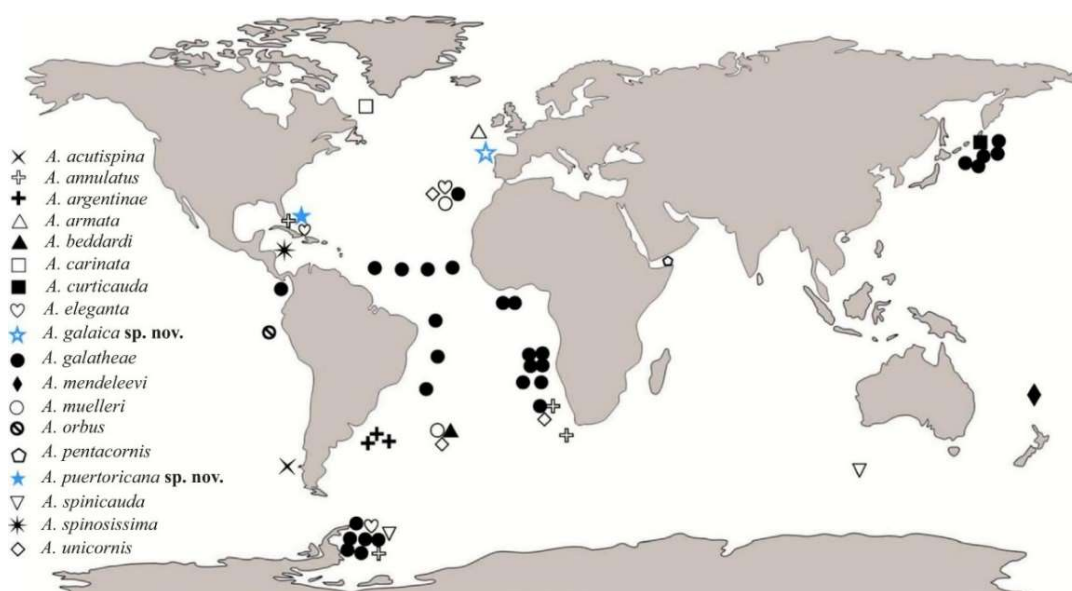 A. acutispina
A. annulatus
A. argentinae
A. armata
A. beddardi
A. carinata
A. curticauda
A. eleganta
A. galaica sp. nov.
A. galatheae
A. mendeleevi
A. muelleri
A. orbus
A. pentacornis
A. puertoricana sp. nov.
A. spinicauda
A. spinosissima
A. unicornis